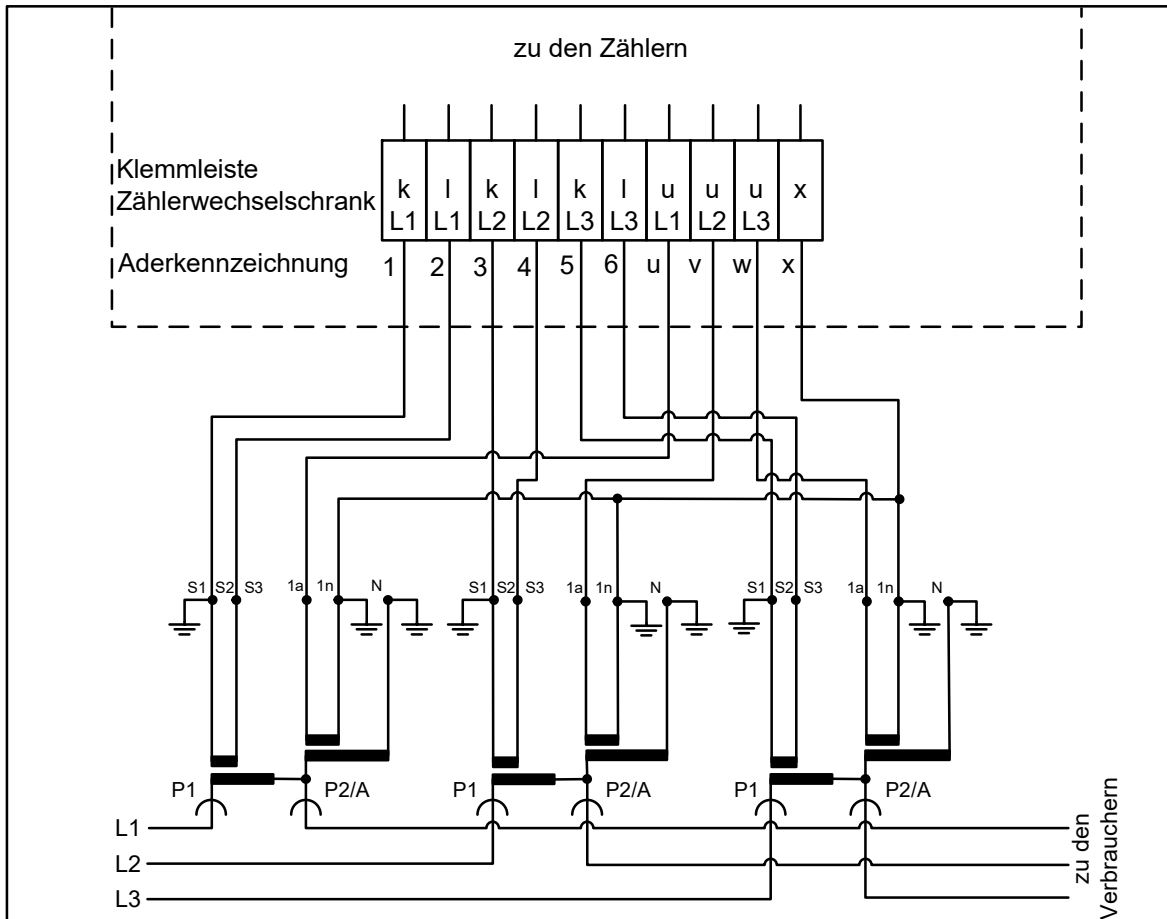 zu den Zählern
Klemmleiste
Zählerwechselschrank
k l k l k l u u u x
L1 L1 L2 L2 L3 L3 L1 L2 L3
Aderkennzeichnung 1 2 3 4 5 6 u v w x
S1 S2 S3 1a 1n N S1 S2 S3 1a 1n N S1 S2 S3 1a 1n N
P1 P2/A P1 P2/A P1 P2/A
L1
L2
L3
zu den
Verbrauchern